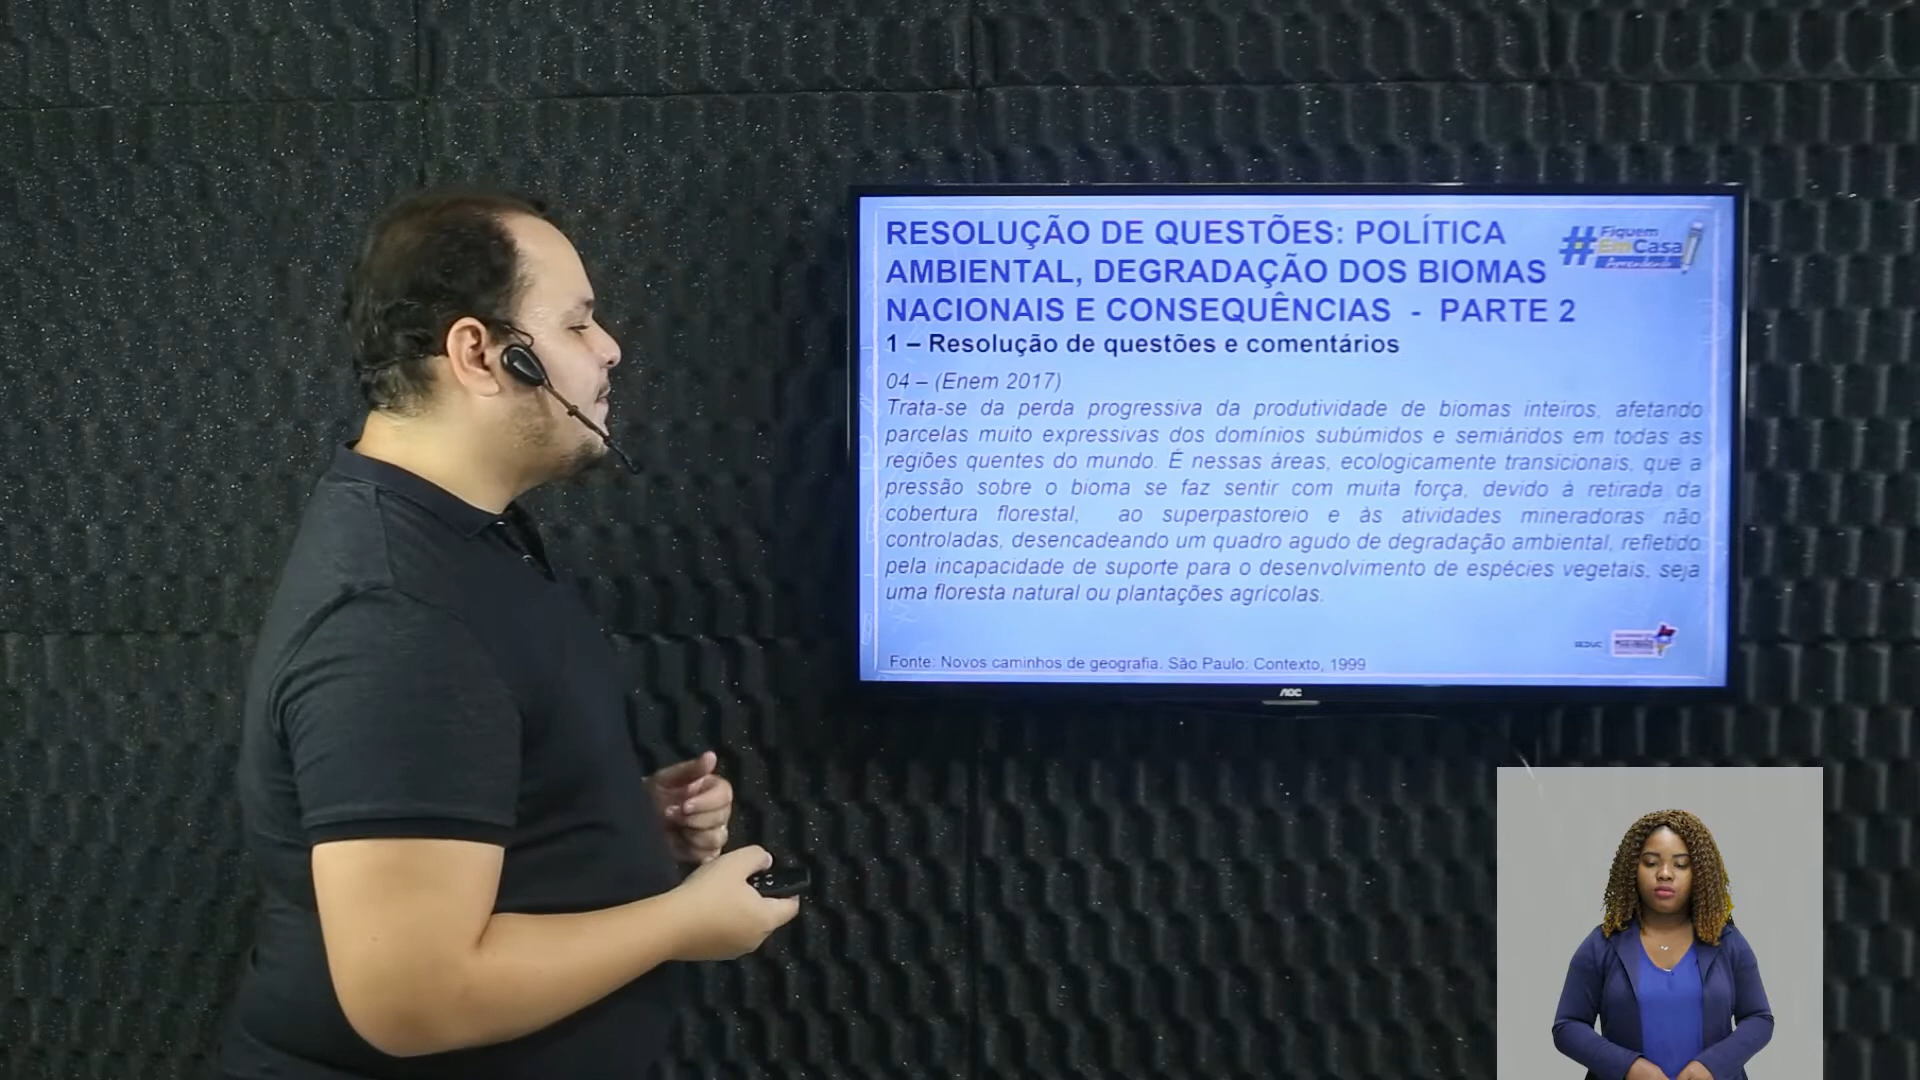 RESOLUÇÃO DE QUESTÕES: POLÍTICA
AMBIENTAL, DEGRADAÇÃO DOS BIOMAS
NACIONAIS E CONSEQUÊNCIAS - PARTE 2
#Fiquem
EmCasa
Aprendendo
1 – Resolução de questões e comentários
04 – (Enem 2017)
Trata-se da perda progressiva da produtividade de biomas inteiros, afetando
parcelas muito expressivas dos domínios subúmidos e semiáridos em todas as
regiões quentes do mundo. É nessas áreas, ecologicamente transicionais, que a
pressão sobre o bioma se faz sentir com muita força, devido à retirada da
cobertura florestal, ao superpastoreio e às atividades mineradoras não
controladas, desencadeando um quadro agudo de degradação ambiental, refletido
pela incapacidade de suporte para o desenvolvimento de espécies vegetais, seja
uma floresta natural ou plantações agrícolas.
SEDUC
Fonte: Novos caminhos de geografia. São Paulo: Contexto, 1999
AOC